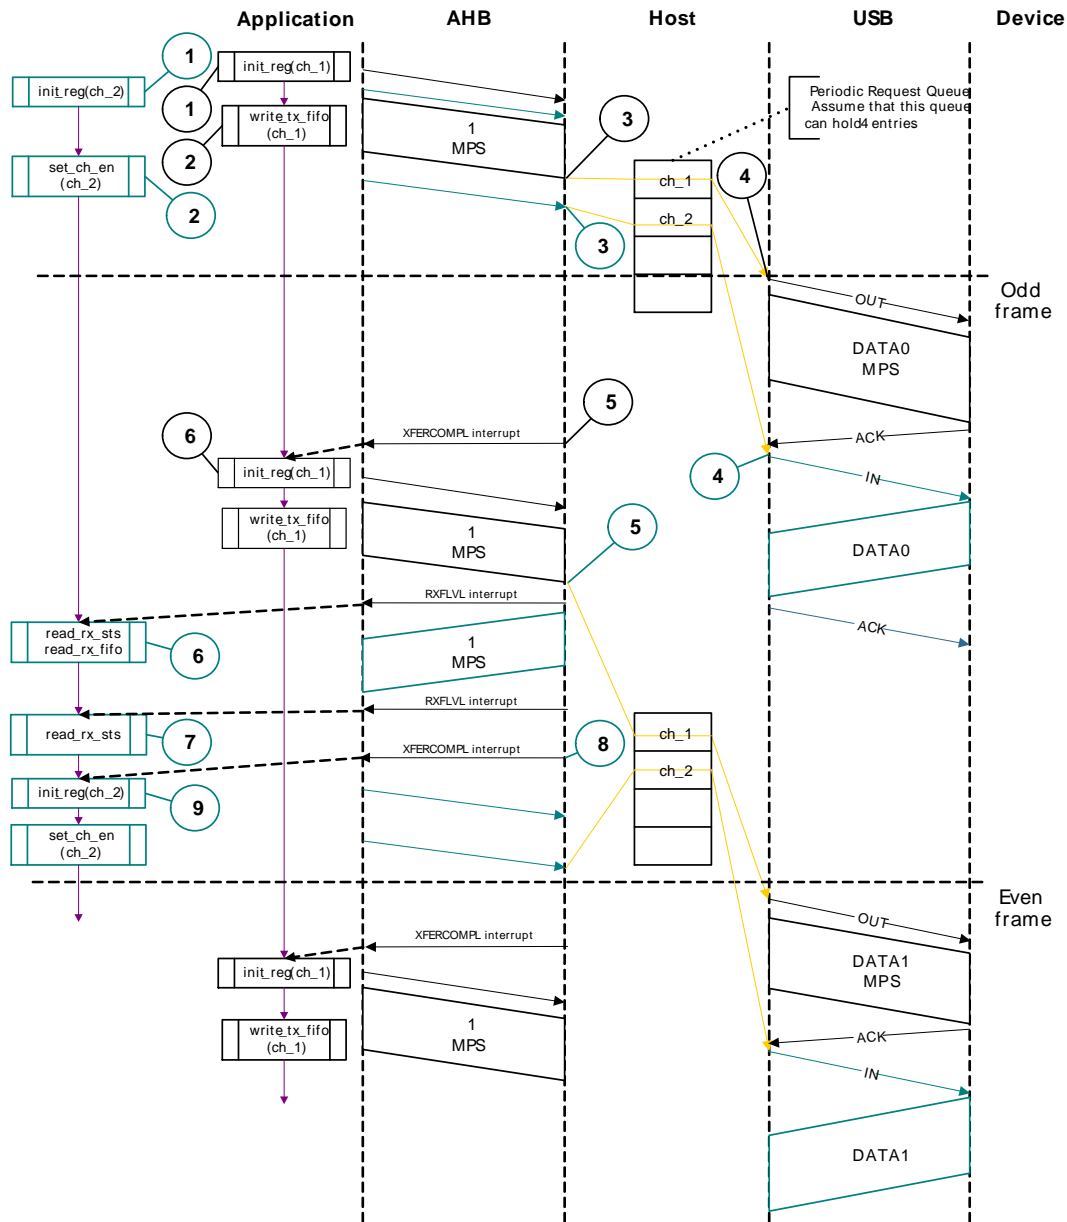 Application AHB Host USB Device
1
init_reg(ch_1)
init_reg(ch_2)
1
write_tx_fifo
(ch_1)
Periodic Request Queue
Assume that this queue
can hold4 entries
1
MPS
3
2
set_ch_en
(ch_2)
2
ch_1
4
ch_2
3
Odd
frame
OUT
DATA0
MPS
5
6
XFERCOMPL interrupt
ACK
init_reg(ch_1)
4
IN
write_tx_fifo
(ch_1)
1
MPS
5
DATA0
RXFLVL interrupt
read_rx_sts
read_rx_fifo
6
1
MPS
ACK
RXFLVL interrupt
read_rx_sts
7
ch_1
XFERCOMPL interrupt
8
ch_2
init_reg(ch_2)
9
set_ch_en
(ch_2)
Even
frame
OUT
XFERCOMPL interrupt
init_reg(ch_1)
DATA1
MPS
write_tx_fifo
(ch_1)
1
MPS
ACK
IN
DATA1